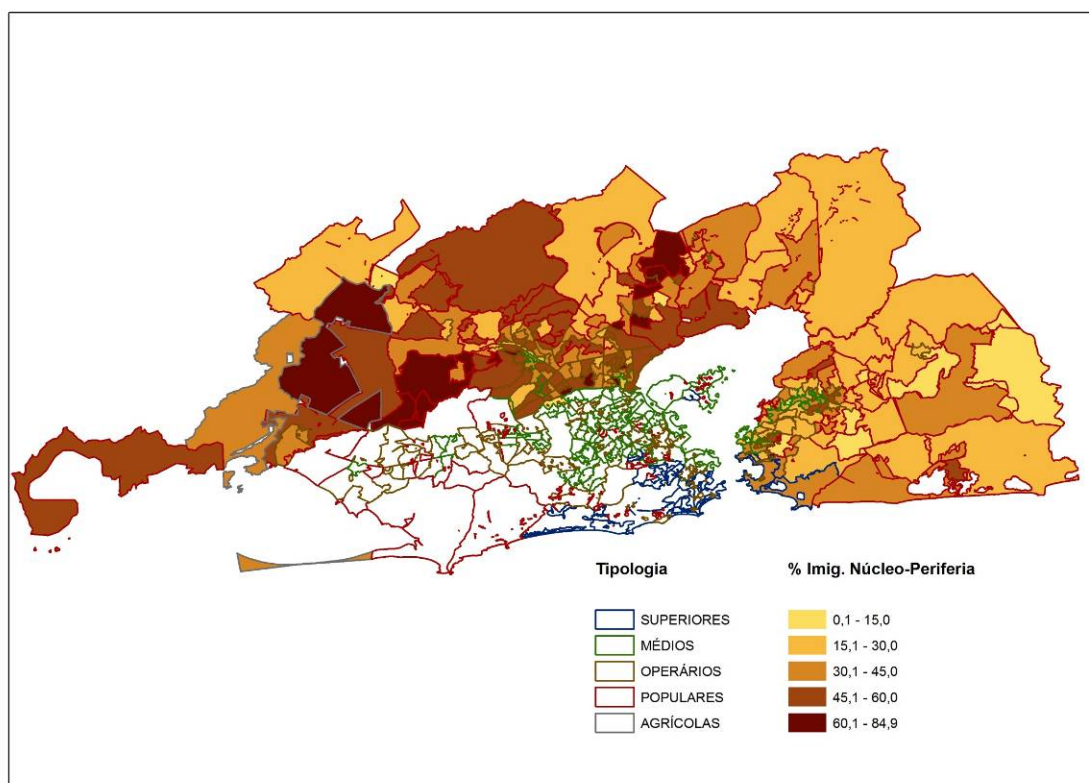 Tipologia
SUPERIORES
MÉDIOS
OPERÁRIOS
POPULARES
AGRÍCOLAS
% Imig. Núcleo-Periferia
0,1 - 15,0
15,1 - 30,0
30,1 - 45,0
45,1 - 60,0
60,1 - 84,9